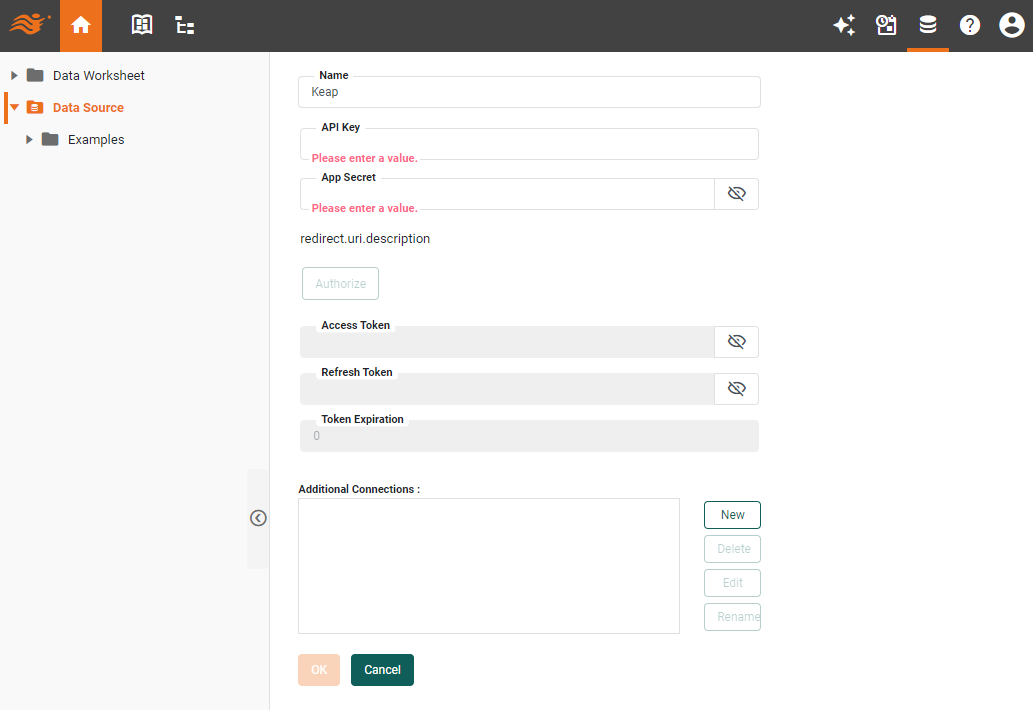 Data Worksheet
Data Source
Examples
Name
Keap
API Key
Please enter a value.
App Secret
Please enter a value.
redirect.uri.description
Authorize
Access Token
Refresh Token
Token Expiration
0
Additional Connections :
New
Delete
Edit
Rename
OK
Cancel